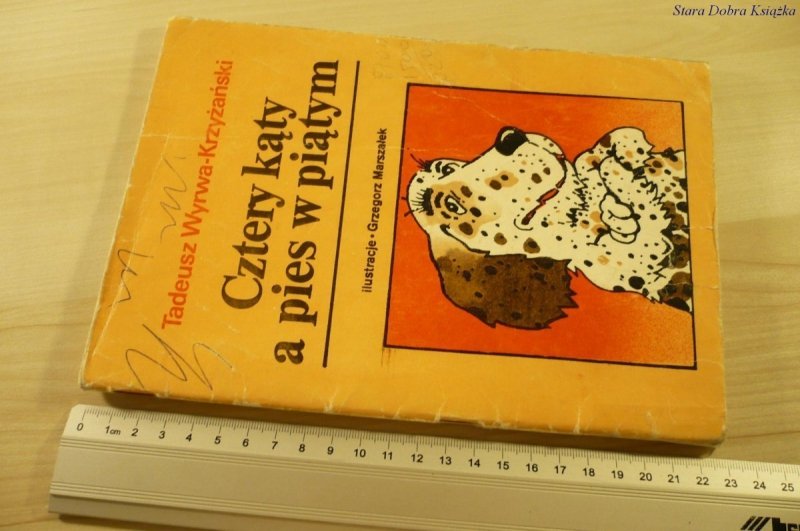 Stara Dobra Książka
Tadeusz Wyrwa-Krzyżański
Cztery kąty
a pies w piątym
ilustracje • Grzegorz Marszałek
0 1cm 2 3 4 5 6 7 8 9 10 11 12 13 14 15 16 17 18 19 20 21 22 23 24 25